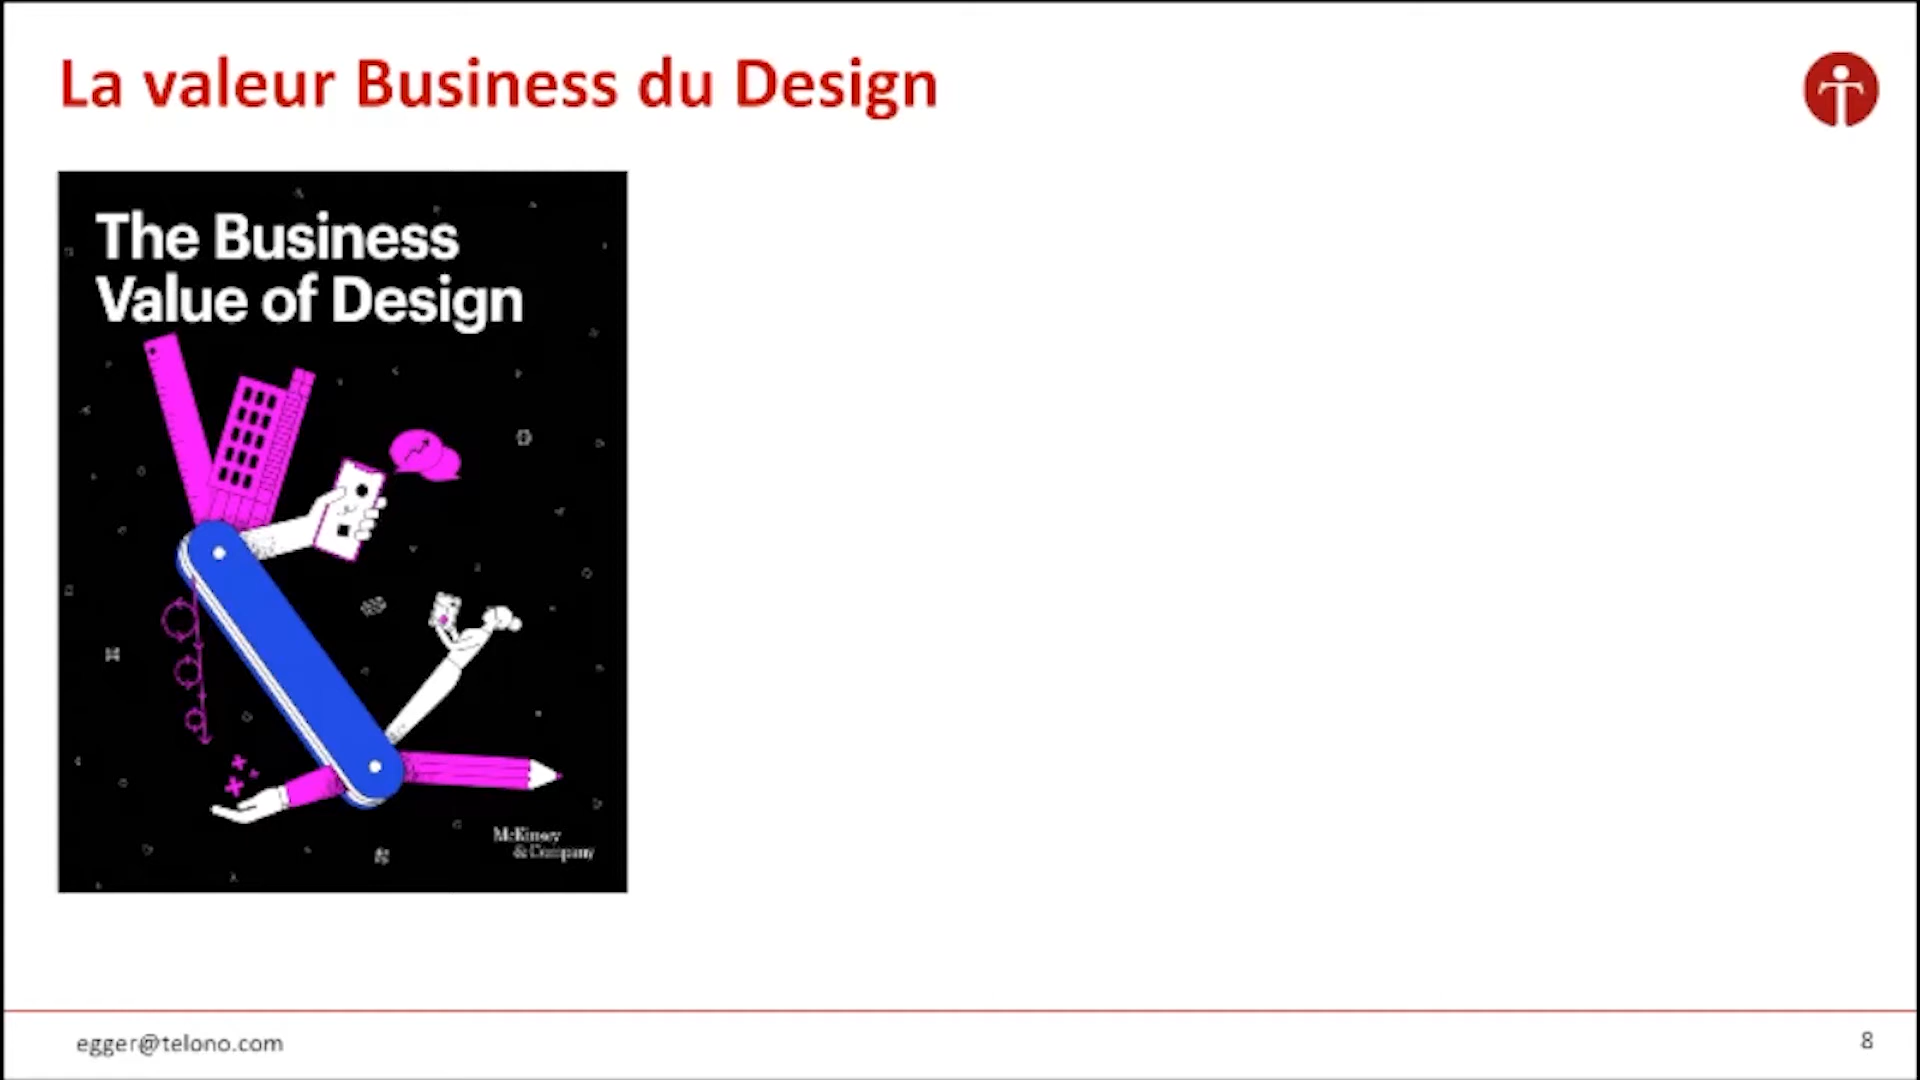 La valeur Business du Design
The Business
Value of Design
McKinsey
& Company
egger@telono.com
8